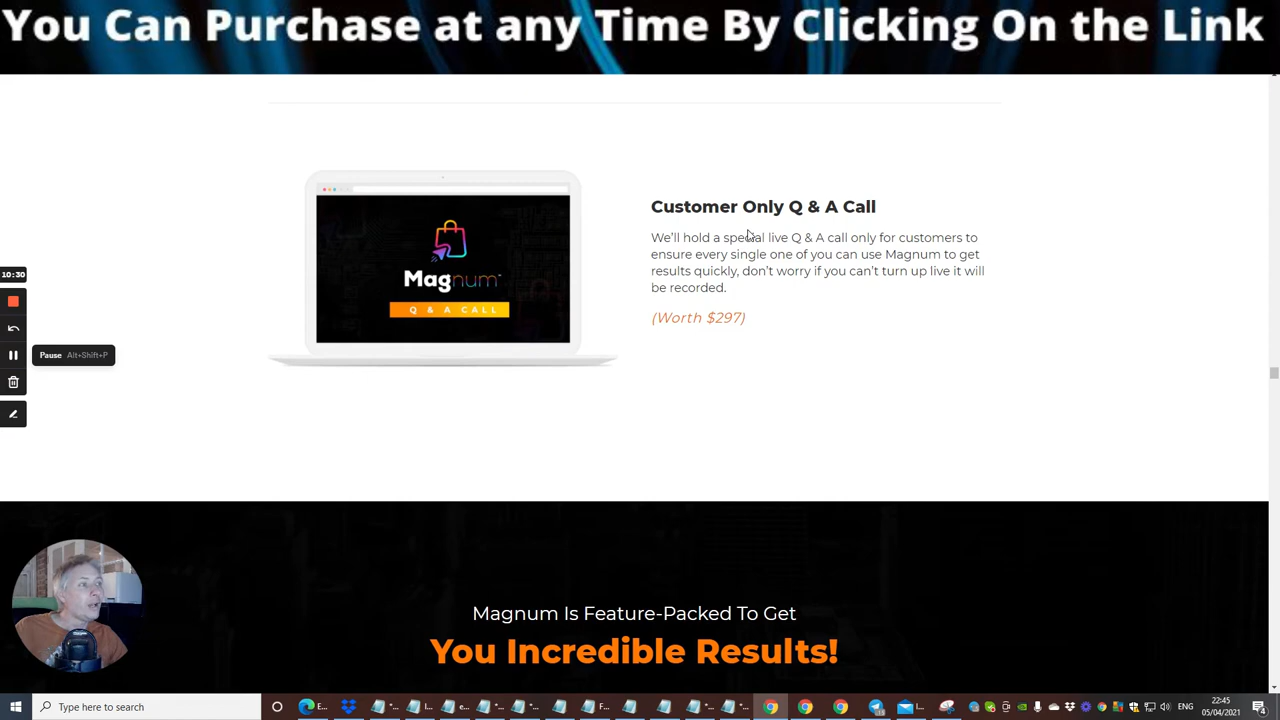 You Can Purchase at any Time By Clicking On the Link
Customer Only Q & A Call
We'll hold a special live Q & A call only for customers to
ensure every single one of you can use Magnum to get
results quickly, don't worry if you can't turn up live it will
be recorded.
(Worth $297)
Magnum
Q & A CALL
10:30
Pause Alt+Shift+P
Magnum Is Feature-Packed To Get
You Incredible Results!
Type here to search
E...
*...
I...
e...
*...
*...
F...
*...
*...
I...
ENG
22:45
05/04/2021